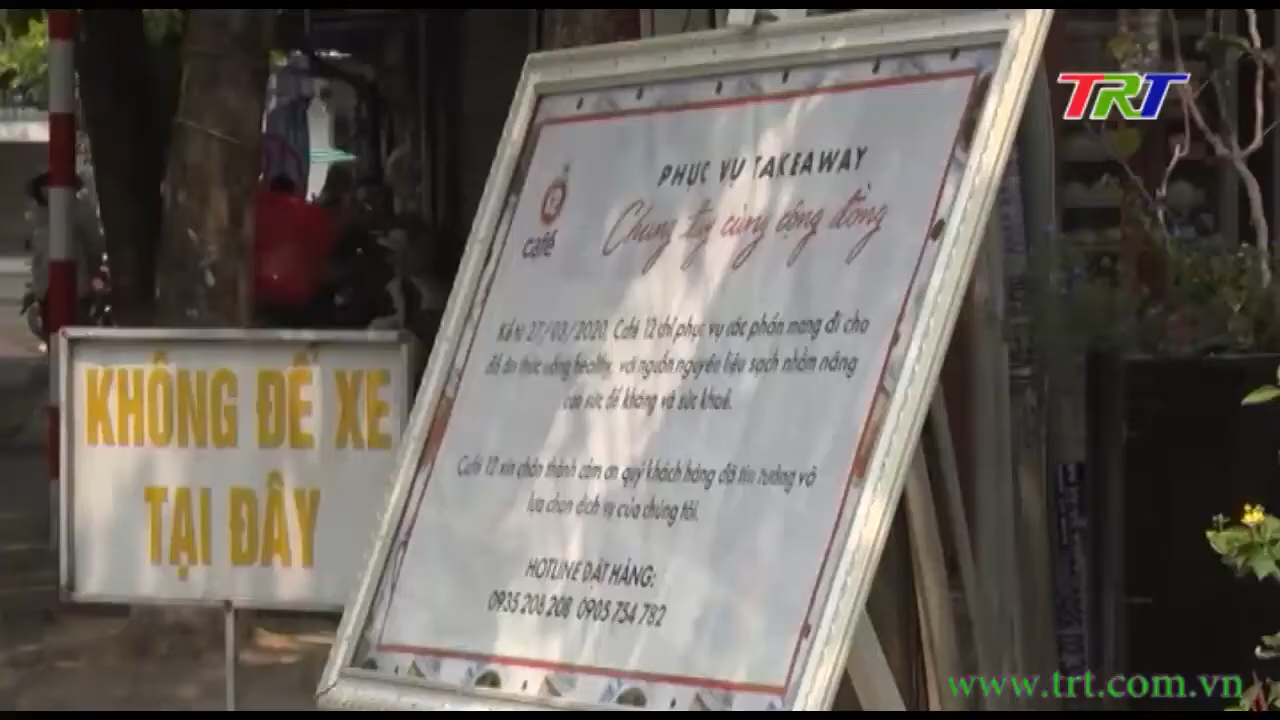 TRT
12
café
PHỤC VỤ TAKEAWAY
Chung tay cùng cộng đồng
Kể từ 27/03/2020, Café 12 chỉ phục vụ các phần mang đi cho
đồ ăn thức uống healthy, với nguồn nguyên liệu sạch nhằm nâng
cao sức đề kháng và sức khoẻ.
Café 12 xin chân thành cảm ơn quý khách hàng đã tin tưởng và
lựa chọn dịch vụ của chúng tôi.
HOTLINE ĐẶT HÀNG:
0935 208 208 0905 754 782
KHÔNG ĐỂ XE
TẠI ĐÂY
www.trt.com.vn